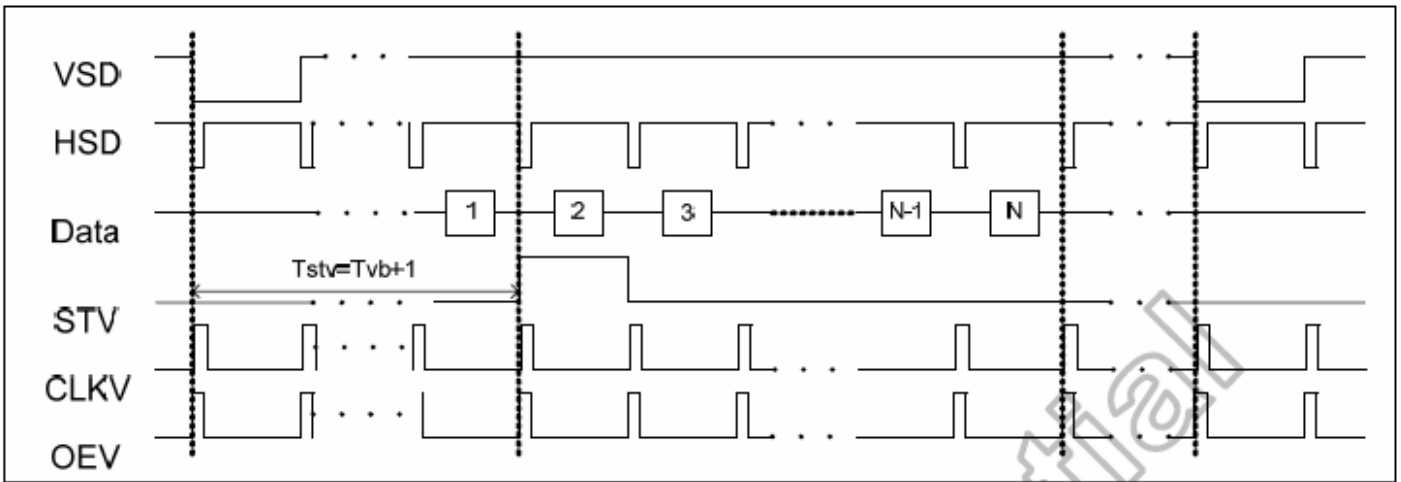 VSD
HSD
Data
1
2
3
N-1
N
Tstv=Tvb+1
STV
CLKV
OEV